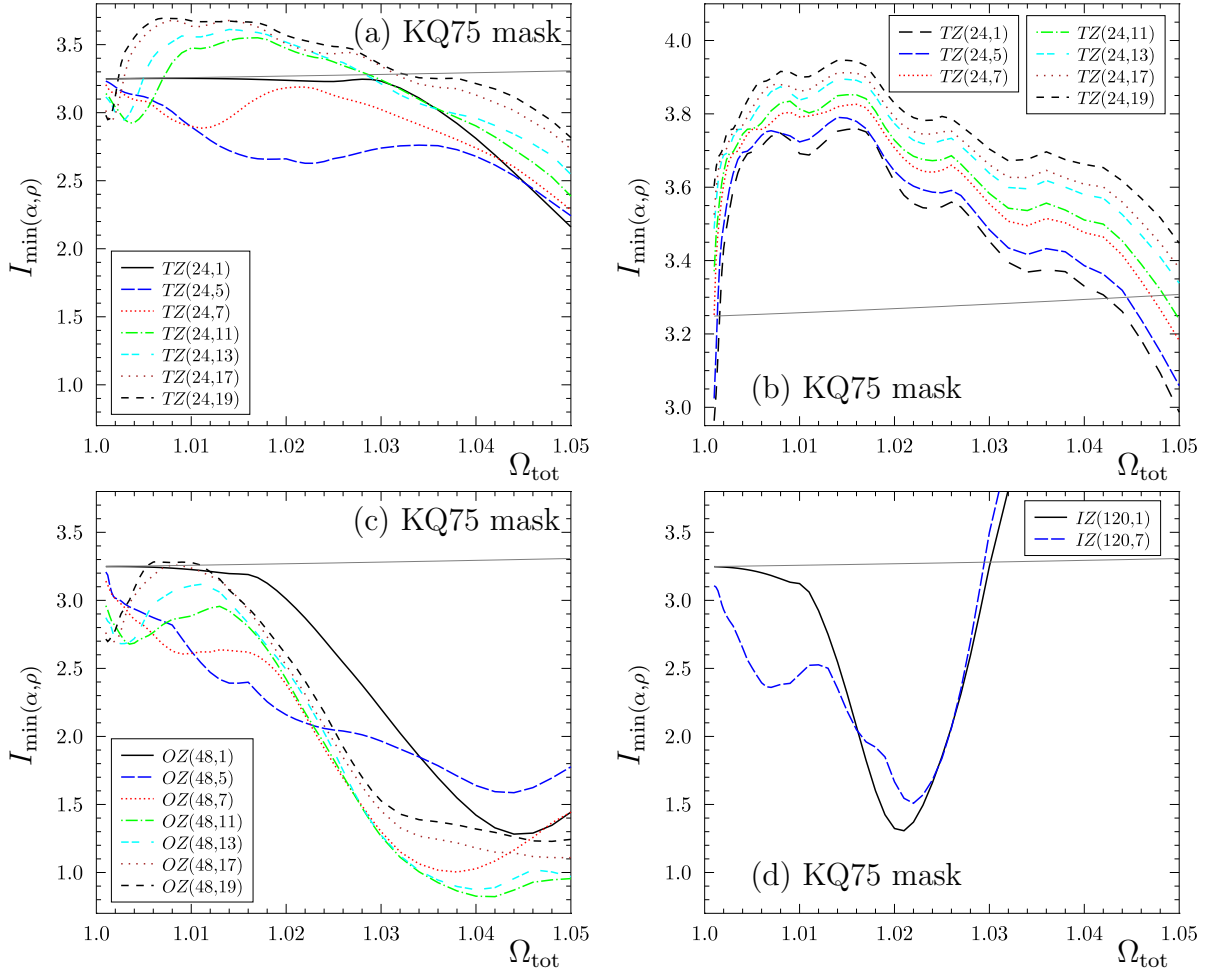 (a) KQ75 mask
I_min(α,ρ)
3.5
3.0
2.5
2.0
1.5
1.0
TZ(24,1)
TZ(24,5)
TZ(24,7)
TZ(24,11)
TZ(24,13)
TZ(24,17)
TZ(24,19)
1.0 1.01 1.02 1.03 1.04 1.05
Ω_tot
TZ(24,1) TZ(24,11)
TZ(24,5) TZ(24,13)
TZ(24,7) TZ(24,17)
TZ(24,19)
I_min(α,ρ)
4.0
3.8
3.6
3.4
3.2
3.0
(b) KQ75 mask
1.0 1.01 1.02 1.03 1.04 1.05
Ω_tot
(c) KQ75 mask
I_min(α,ρ)
3.5
3.0
2.5
2.0
1.5
1.0
OZ(48,1)
OZ(48,5)
OZ(48,7)
OZ(48,11)
OZ(48,13)
OZ(48,17)
OZ(48,19)
1.0 1.01 1.02 1.03 1.04 1.05
Ω_tot
IZ(120,1)
IZ(120,7)
I_min(α,ρ)
3.5
3.0
2.5
2.0
1.5
1.0
(d) KQ75 mask
1.0 1.01 1.02 1.03 1.04 1.05
Ω_tot